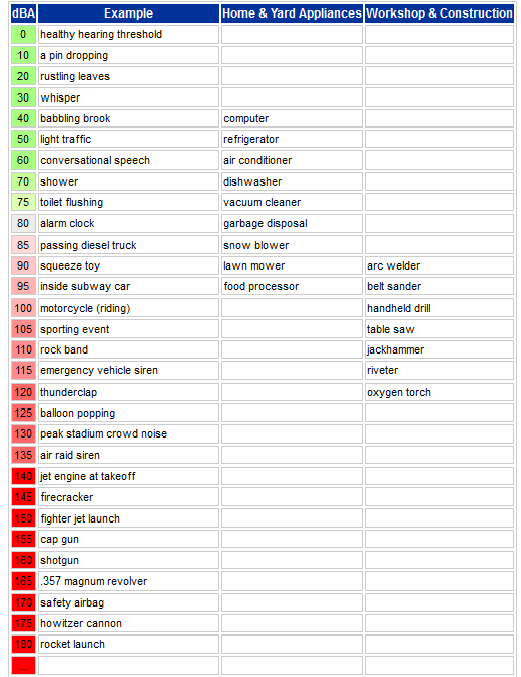 dBA Example Home & Yard Appliances Workshop & Construction
0 healthy hearing threshold
10 a pin dropping
20 rustling leaves
30 whisper
40 babbling brook computer
50 light traffic refrigerator
60 conversational speech air conditioner
70 shower dishwasher
75 toilet flushing vacuum cleaner
80 alarm clock garbage disposal
85 passing diesel truck snow blower
90 squeeze toy lawn mower arc welder
95 inside subway car food processor belt sander
100 motorcycle (riding) handheld drill
105 sporting event table saw
110 rock band jackhammer
115 emergency vehicle siren riveter
120 thunderclap oxygen torch
125 balloon popping
130 peak stadium crowd noise
135 air raid siren
140 jet engine at takeoff
145 firecracker
150 fighter jet launch
155 cap gun
160 shotgun
165 .357 magnum revolver
170 safety airbag
175 howitzer cannon
180 rocket launch
...